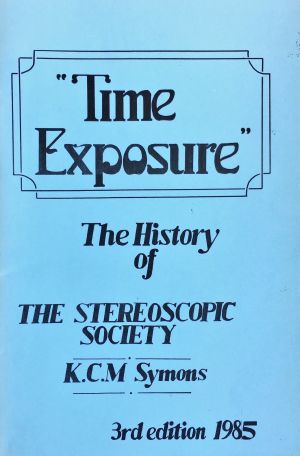 "Time
Exposure"
The History
of
THE STEREOSCOPIC
SOCIETY
K.C.M Symons
3rd edition 1985